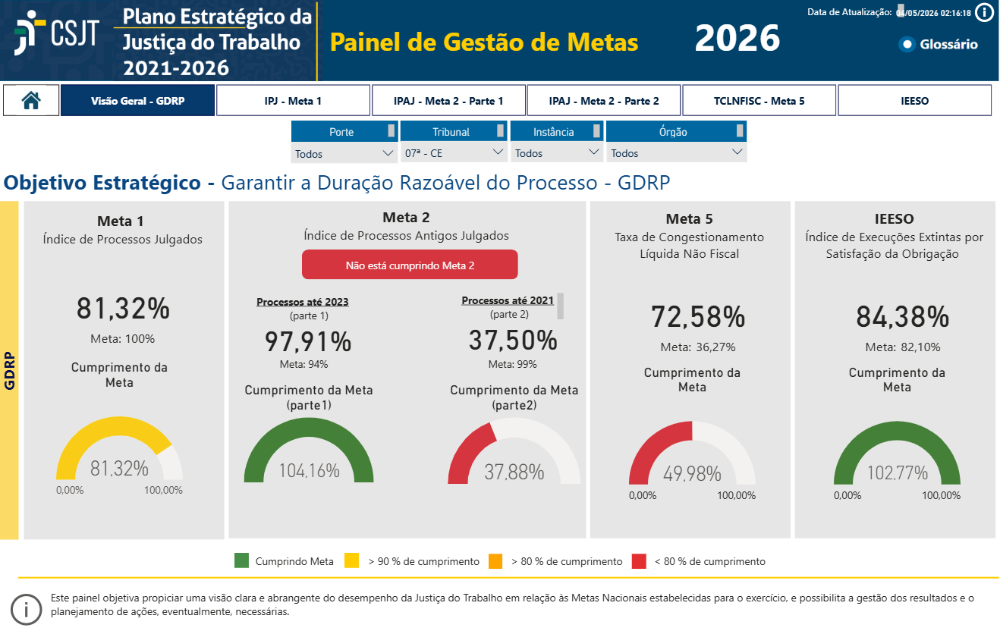 CSJT
Plano Estratégico da
Justiça do Trabalho
2021-2026
Painel de Gestão de Metas
2026
Data de Atualização: 04/05/2026 02:16:18
Glossário
Visão Geral - GDRP
IPJ - Meta 1
IPAJ - Meta 2 - Parte 1
IPAJ - Meta 2 - Parte 2
TCLNFISC - Meta 5
IEESO
Porte
Todos
Tribunal
07ª - CE
Instância
Todos
Órgão
Todos
Objetivo Estratégico - Garantir a Duração Razoável do Processo - GDRP
GDRP
Meta 1
Índice de Processos Julgados
81,32%
Meta: 100%
Cumprimento da
Meta
81,32%
0,00%
100,00%
Meta 2
Índice de Processos Antigos Julgados
Não está cumprindo Meta 2
Processos até 2023
(parte 1)
97,91%
Meta: 94%
Cumprimento da Meta
(parte1)
104,16%
Processos até 2021
(parte 2)
37,50%
Meta: 99%
Cumprimento da Meta
(parte2)
37,88%
Meta 5
Taxa de Congestionamento
Líquida Não Fiscal
72,58%
Meta: 36,27%
Cumprimento da
Meta
49,98%
0,00%
100,00%
IEESO
Índice de Execuções Extintas por
Satisfação da Obrigação
84,38%
Meta: 82,10%
Cumprimento da
Meta
102,77%
0,00%
100,00%
Cumprindo Meta
> 90 % de cumprimento
> 80 % de cumprimento
< 80 % de cumprimento
Este painel objetiva propiciar uma visão clara e abrangente do desempenho da Justiça do Trabalho em relação às Metas Nacionais estabelecidas para o exercício, e possibilita a gestão dos resultados e o
planejamento de ações, eventualmente, necessárias.